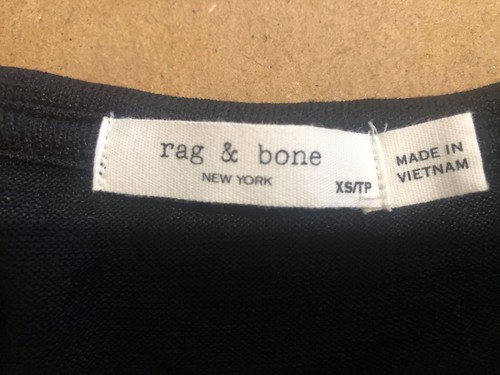 rag & bone
NEW YORK
XS/TP
MADE IN
VIETNAM